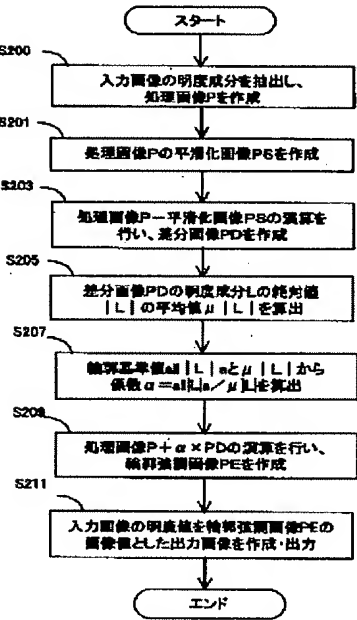 スタート
S200
入力画像の明度成分を抽出し、
処理画像Pを作成
S201
処理画像Pの平滑化画像PSを作成
S203
処理画像P－平滑化画像PSの演算を
行い、差分画像PDを作成
S205
差分画像PDの明度成分Lの絶対値
｜L｜の平均値μ｜L｜を算出
S207
輪郭基準値all｜L｜sとμ｜L｜から
係数α＝all|L|s／μ|L|を算出
S209
処理画像P＋α×PDの演算を行い、
輪郭強調画像PEを作成
S211
入力画像の明度値を輪郭強調画像PEの
画像値とした出力画像を作成・出力
エンド